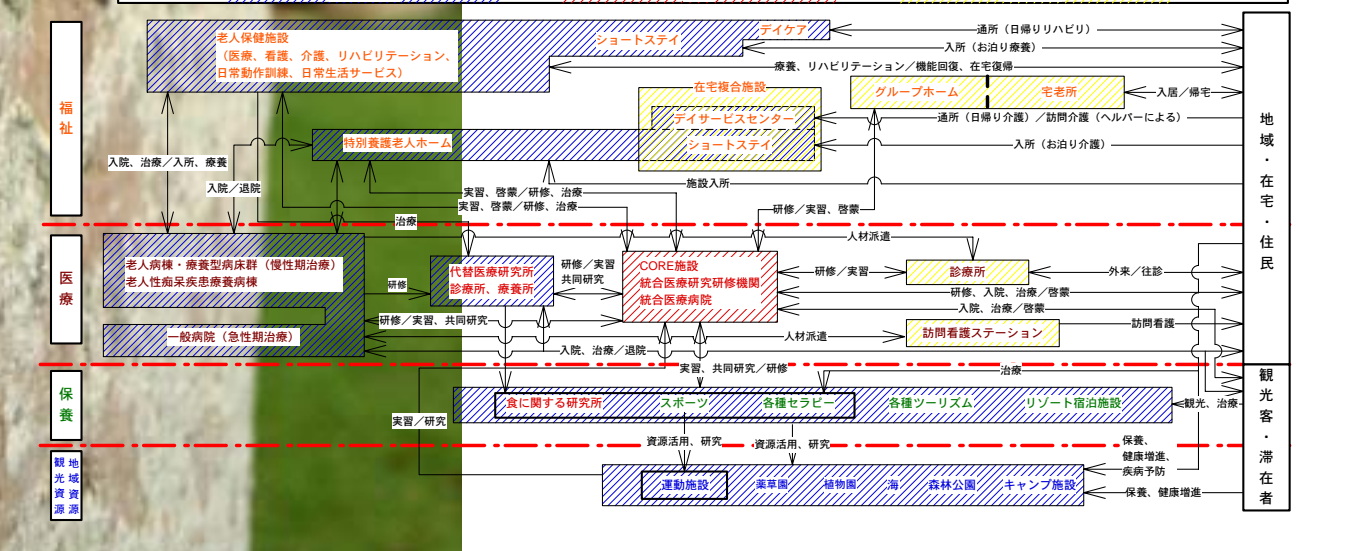 福祉
老人保健施設
(医療、看護、介護、リハビリテーション、
日常動作訓練、日常生活サービス)
ショートステイ
デイケア
通所(日帰りリハビリ)
入所(お泊り療養)
療養、リハビリテーション/機能回復、在宅復帰
在宅複合施設
デイサービスセンター
ショートステイ
グループホーム
宅老所
入居/帰宅
通所(日帰り介護)/訪問介護(ヘルパーによる)
入所(お泊り介護)
特別養護老人ホーム
入院、治療/入所、療養
入院/退院
施設入所
実習、啓蒙/研修、治療
実習、啓蒙/研修、治療
研修/実習、啓蒙
治療
地域・在宅・住民
医療
老人病棟・療養型病床群(慢性期治療)
老人性痴呆疾患療養病棟
一般病院(急性期治療)
研修
代替医療研究所
診療所、療養所
研修/実習
共同研究
CORE施設
統合医療研究研修機関
統合医療病院
人材派遣
研修/実習
診療所
外来/往診
研修、入院、治療/啓蒙
入院、治療/啓蒙
研修/実習、共同研究
人材派遣
訪問看護ステーション
訪問看護
入院、治療/退院
保養
実習、共同研究/研修
治療
食に関する研究所
スポーツ
各種セラピー
各種ツーリズム
リゾート宿泊施設
観光、治療
実習/研究
資源活用、研究
資源活用、研究
保養、
健康増進、
疾病予防
地域資源
観光資源
運動施設
薬草園
植物園
海
森林公園
キャンプ施設
保養、健康増進
観光客・滞在者